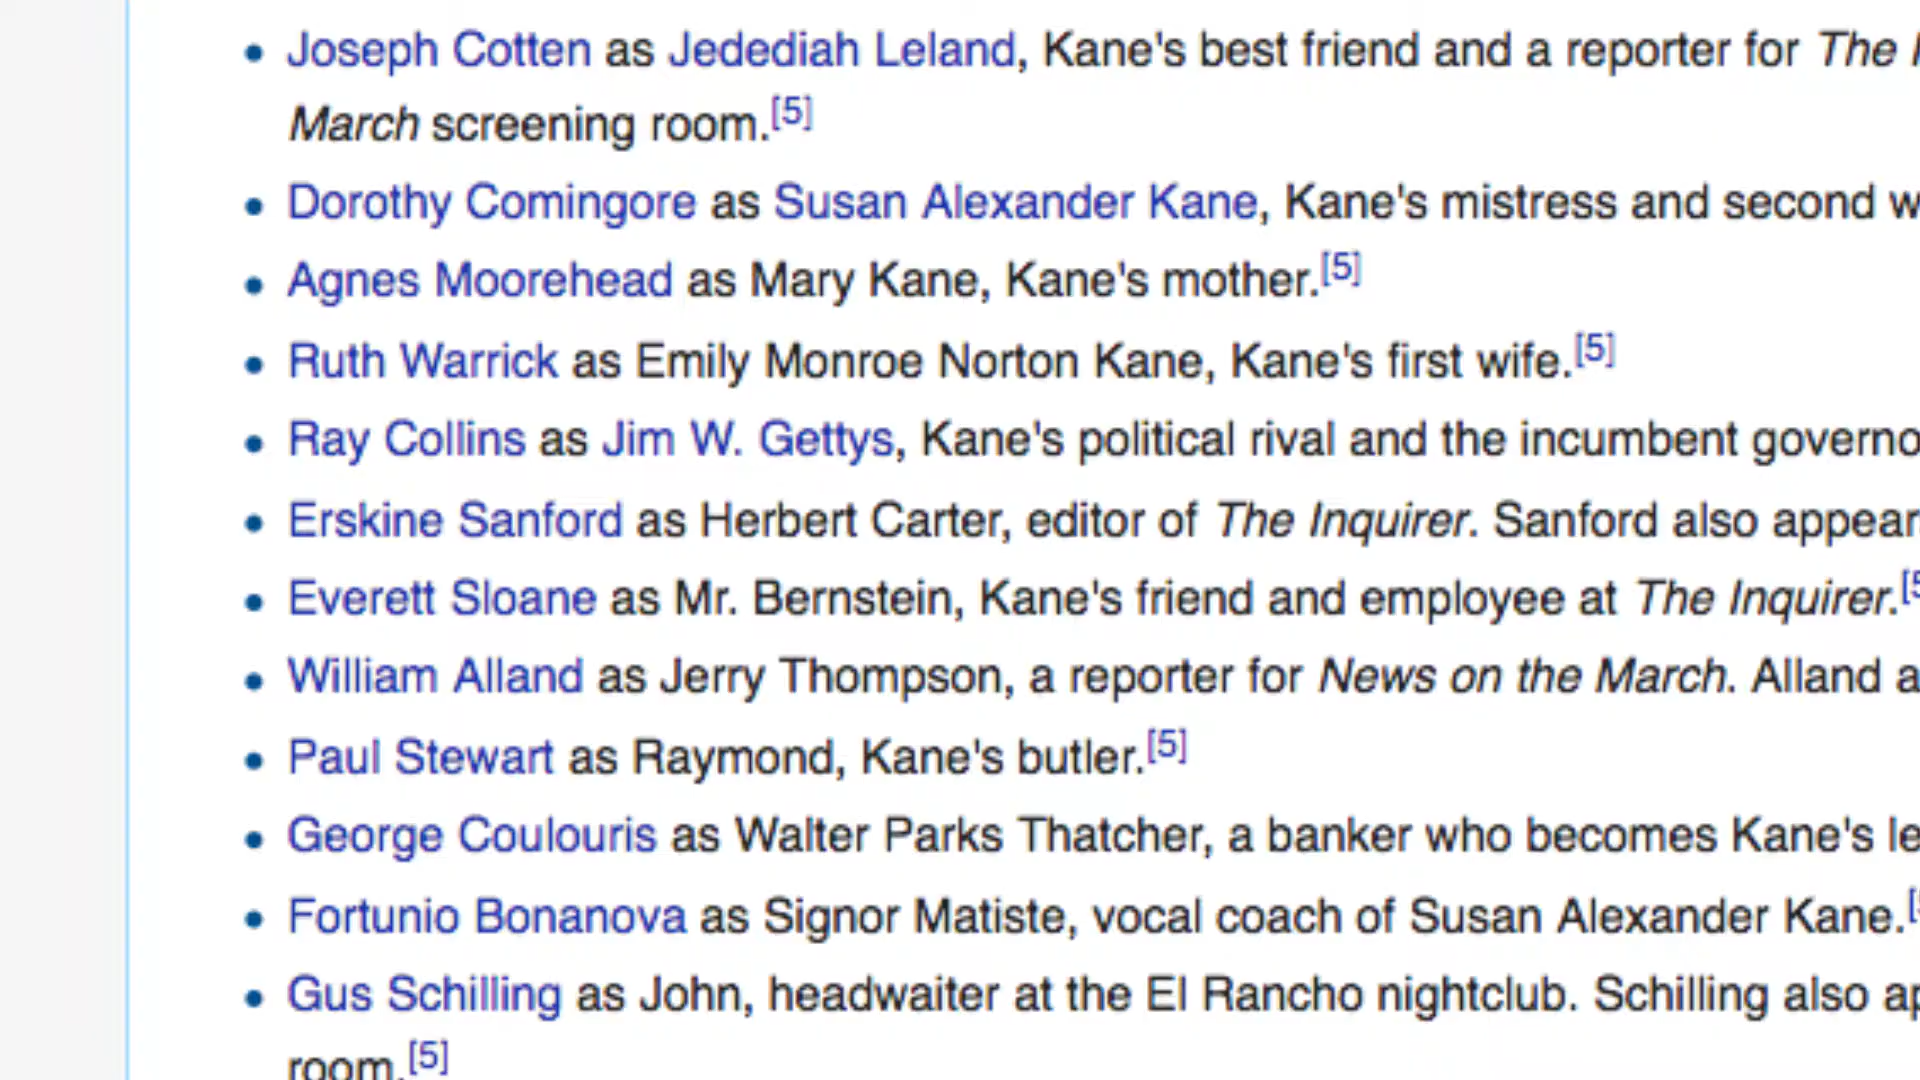 Joseph Cotten as Jedediah Leland, Kane's best friend and a reporter for The
March screening room.[5]
Dorothy Comingore as Susan Alexander Kane, Kane's mistress and second
Agnes Moorehead as Mary Kane, Kane's mother.[5]
Ruth Warrick as Emily Monroe Norton Kane, Kane's first wife.[5]
Ray Collins as Jim W. Gettys, Kane's political rival and the incumbent governo
Erskine Sanford as Herbert Carter, editor of The Inquirer. Sanford also appear
Everett Sloane as Mr. Bernstein, Kane's friend and employee at The Inquirer.[5
William Alland as Jerry Thompson, a reporter for News on the March. Alland a
Paul Stewart as Raymond, Kane's butler.[5]
George Coulouris as Walter Parks Thatcher, a banker who becomes Kane's le
Fortunio Bonanova as Signor Matiste, vocal coach of Susan Alexander Kane.
Gus Schilling as John, headwaiter at the El Rancho nightclub. Schilling also ap
room.[5]